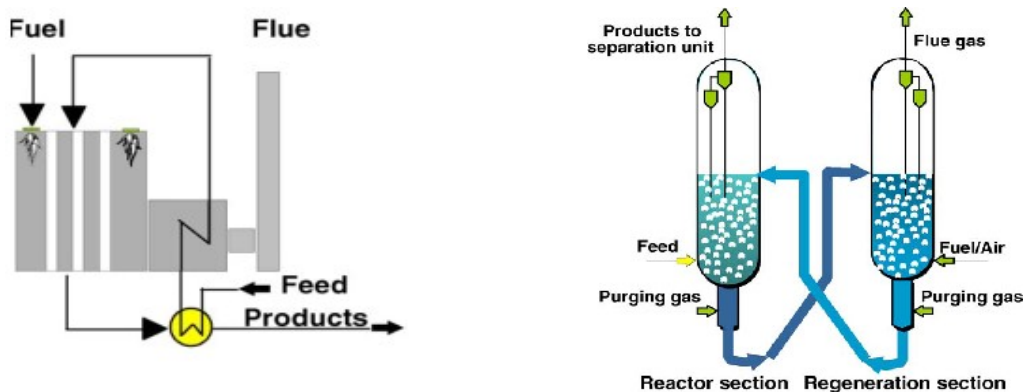 Fuel
Flue
Feed
Products
Products to
separation unit
Flue gas
Feed
Fuel/Air
Purging gas
Purging gas
Reactor section
Regeneration section